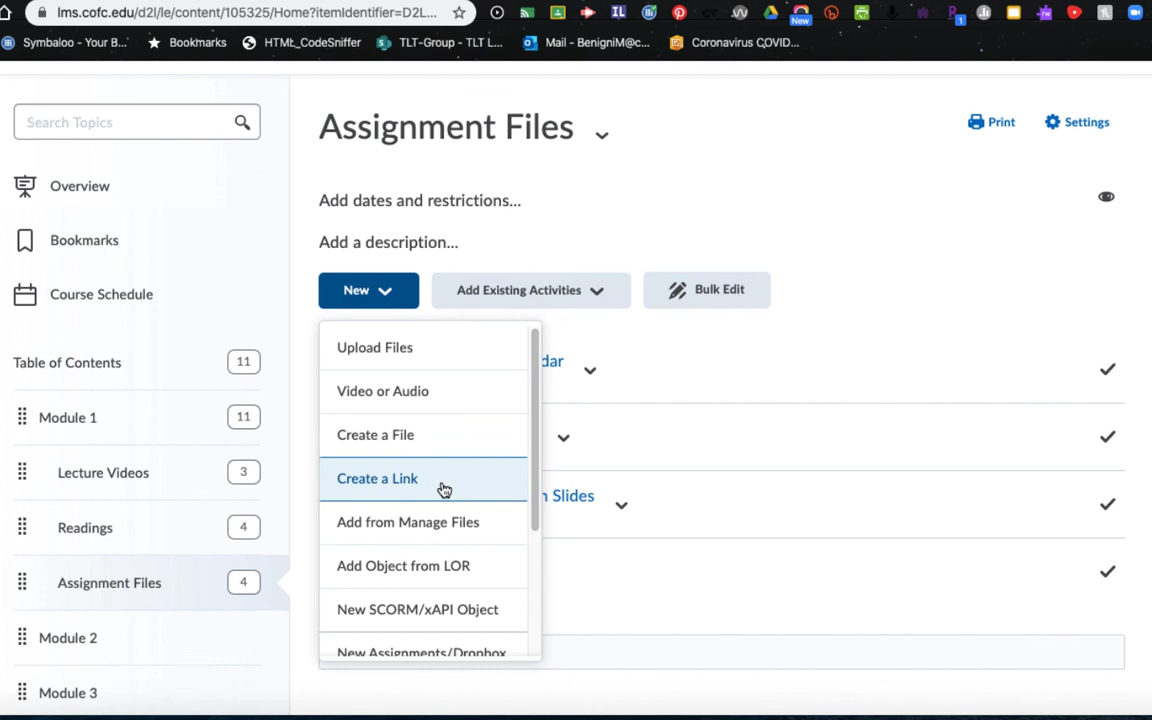 lms.cofc.edu/d2l/le/content/105325/Home?itemIdentifier=D2L...
New
1
Symbaloo - Your B...
Bookmarks
HTML_CodeSniffer
TLT-Group - TLT L...
Mail - BenigniM@c...
Coronavirus COVID...
Search Topics
Overview
Bookmarks
Course Schedule
Table of Contents 11
Module 1 11
Lecture Videos 3
Readings 4
Assignment Files 4
Module 2
Module 3
Assignment Files
Print
Settings
Add dates and restrictions...
Add a description...
New
Add Existing Activities
Bulk Edit
Upload Files
Video or Audio
Create a File
Create a Link
Add from Manage Files
Add Object from LOR
New SCORM/xAPI Object
New Assignments/Dropbox
dar
n Slides